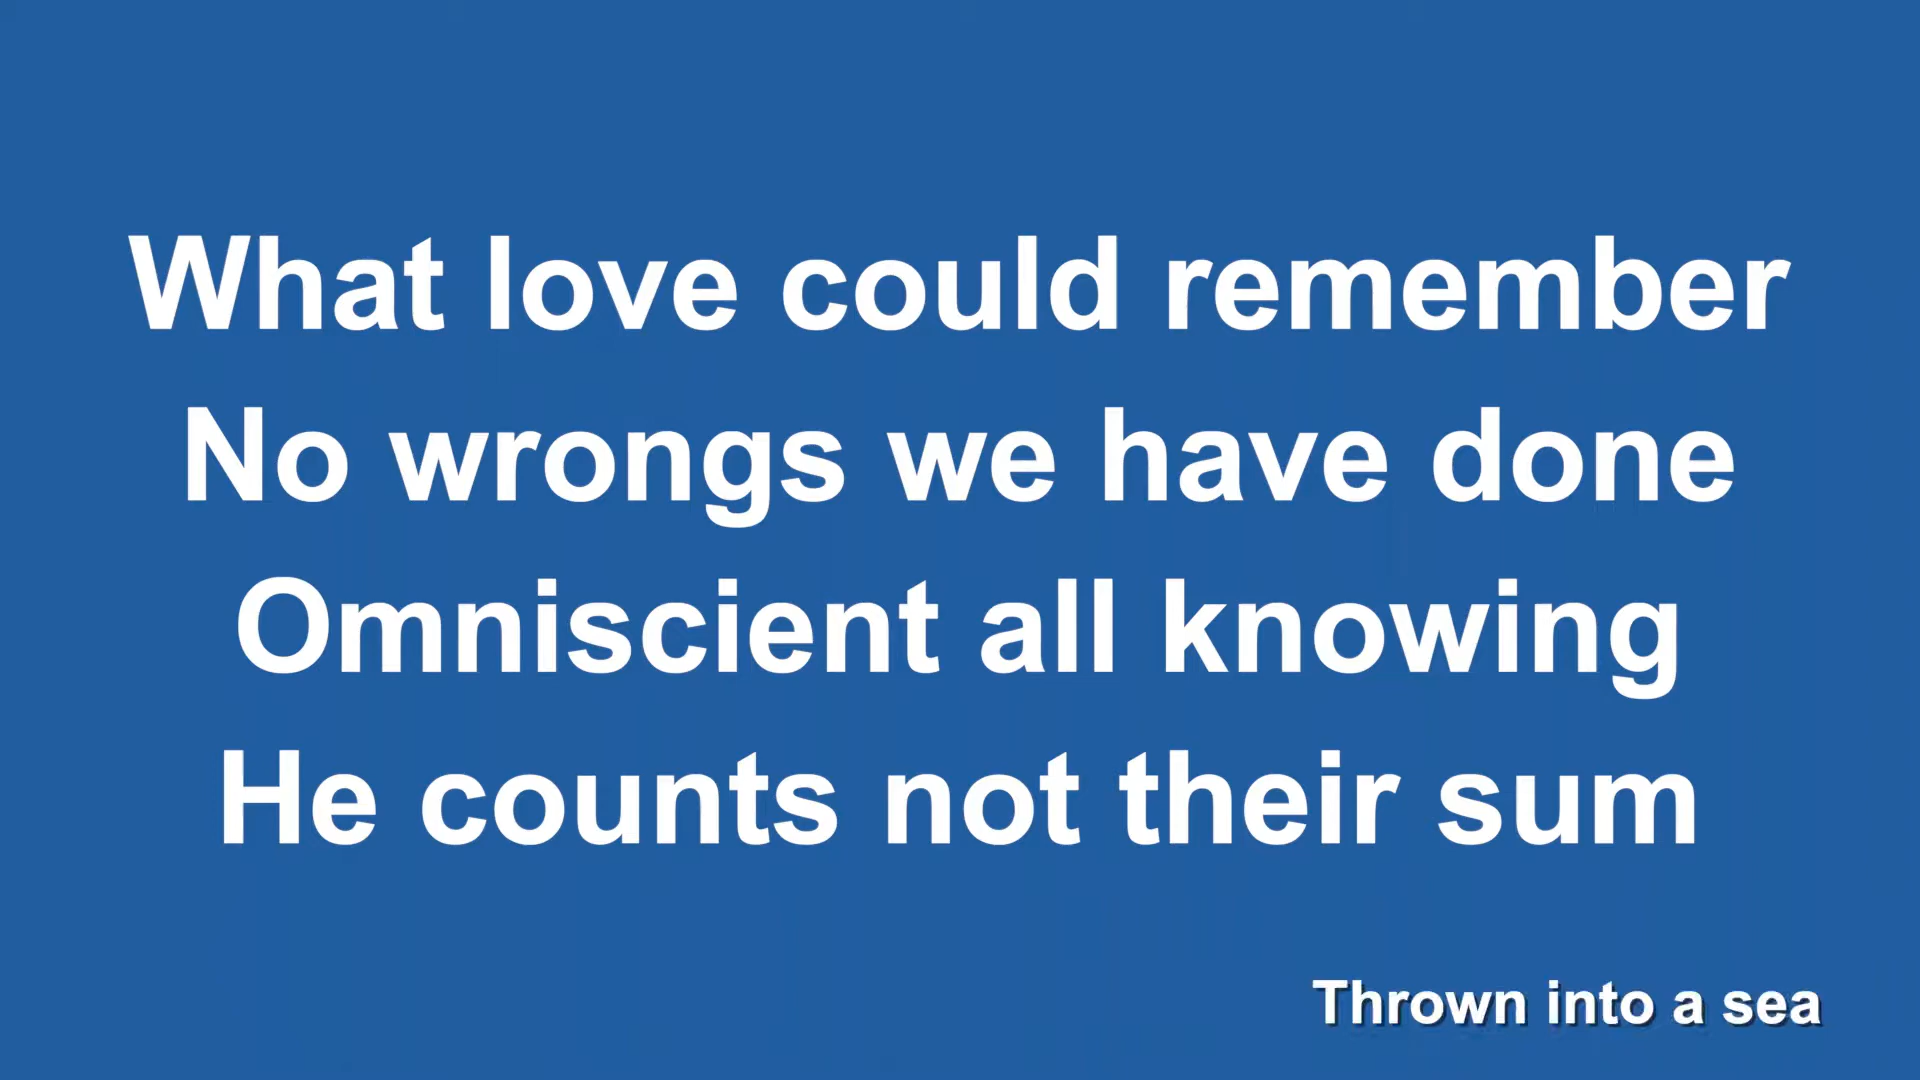 What love could remember
No wrongs we have done
Omniscient all knowing
He counts not their sum
Thrown into a sea